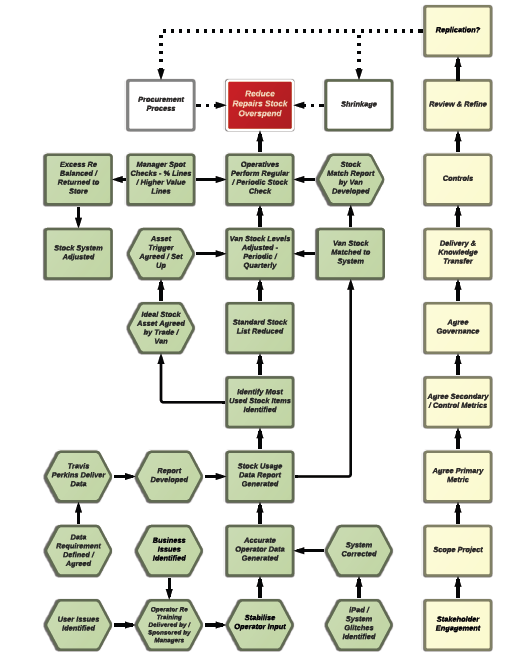 Replication?
Procurement
Process
Reduce
Repairs Stock
Overspend
Shrinkage
Review & Refine
Excess Re
Balanced /
Returned to
Store
Manager Spot
Checks - % Lines
/ Higher Value
Lines
Operatives
Perform Regular
/ Periodic Stock
Check
Stock
Match Report
by Van
Developed
Controls
Stock System
Adjusted
Asset
Trigger
Agreed / Set
Up
Van Stock Levels
Adjusted -
Periodic /
Quarterly
Van Stock
Matched to
System
Delivery &
Knowledge
Transfer
Ideal Stock
Asset Agreed
by Trade /
Van
Standard Stock
List Reduced
Agree
Governance
Identify Most
Used Stock Items
Identified
Agree Secondary
/ Control Metrics
Travis
Perkins Deliver
Data
Report
Developed
Stock Usage
Data Report
Generated
Agree Primary
Metric
Data
Requirement
Defined /
Agreed
Business
Issues
Identified
Accurate
Operator Data
Generated
System
Corrected
Scope Project
User Issues
Identified
Operator Re
Training
Delivered by /
Sponsored by
Managers
Stabilise
Operator Input
iPad /
System
Glitches
Identified
Stakeholder
Engagement